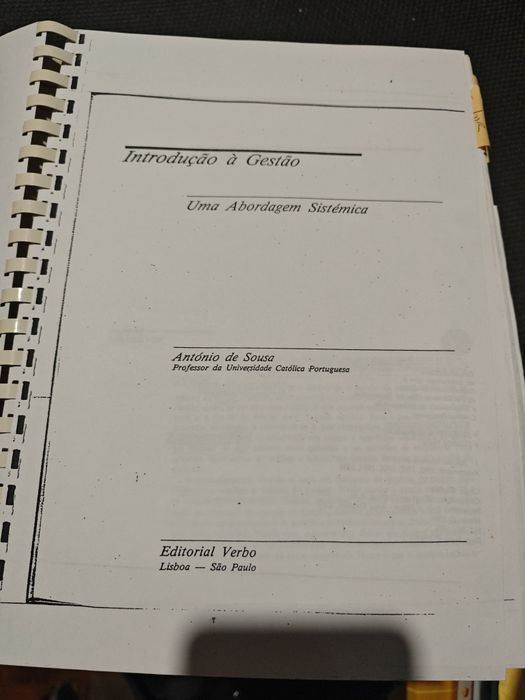 Introdução à Gestão
Uma Abordagem Sistémica
António de Sousa
Professor da Universidade Católica Portuguesa
Editorial Verbo
Lisboa — São Paulo